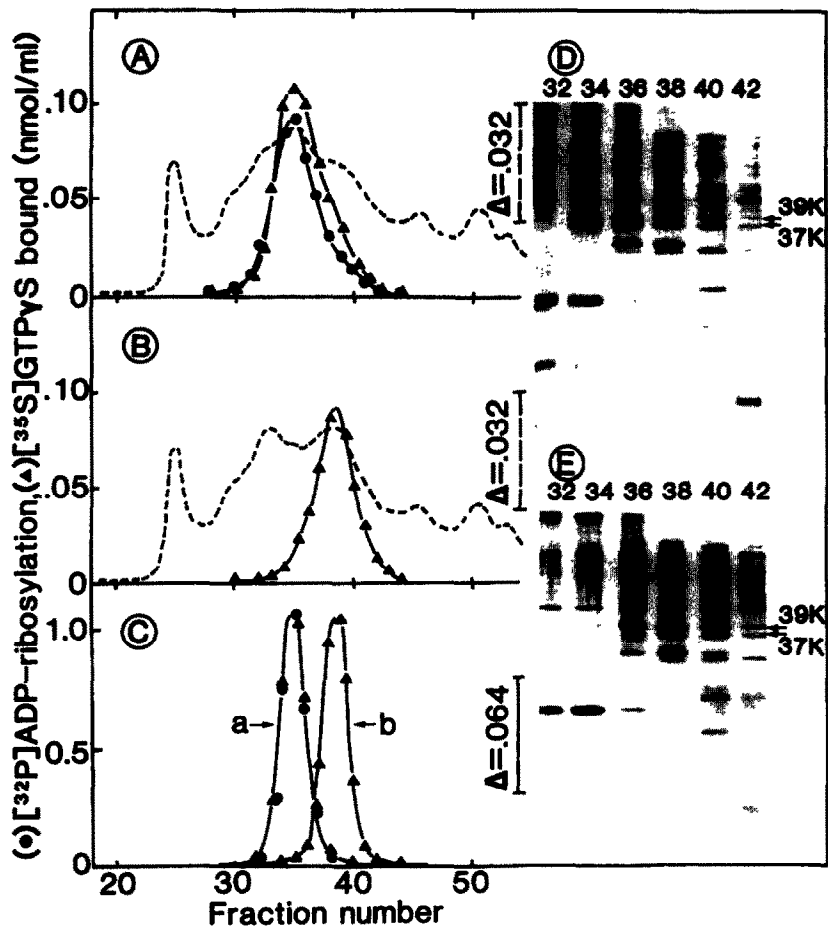 (●)[³²P]ADP-ribosylation,(▲)[³⁵S]GTPγS bound (nmol/ml)
A
.10
.05
0
B
.10
.05
0
C
1.0
0.5
0
a
b
20 30 40 50
Fraction number
Δ=.032
Δ=.032
Δ=.064
D
32 34 36 38 40 42
39K
37K
E
32 34 36 38 40 42
39K
37K